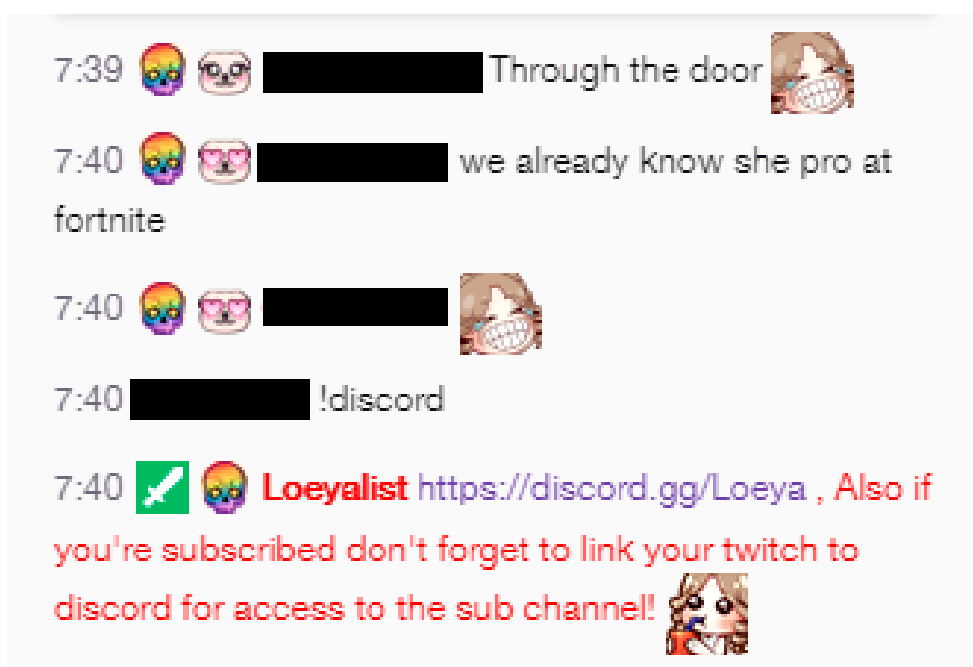 7:39 Through the door
7:40 we already know she pro at
fortnite
7:40
7:40 !discord
7:40 Loeyalist https://discord.gg/Loeya , Also if
you're subscribed don't forget to link your twitch to
discord for access to the sub channel!